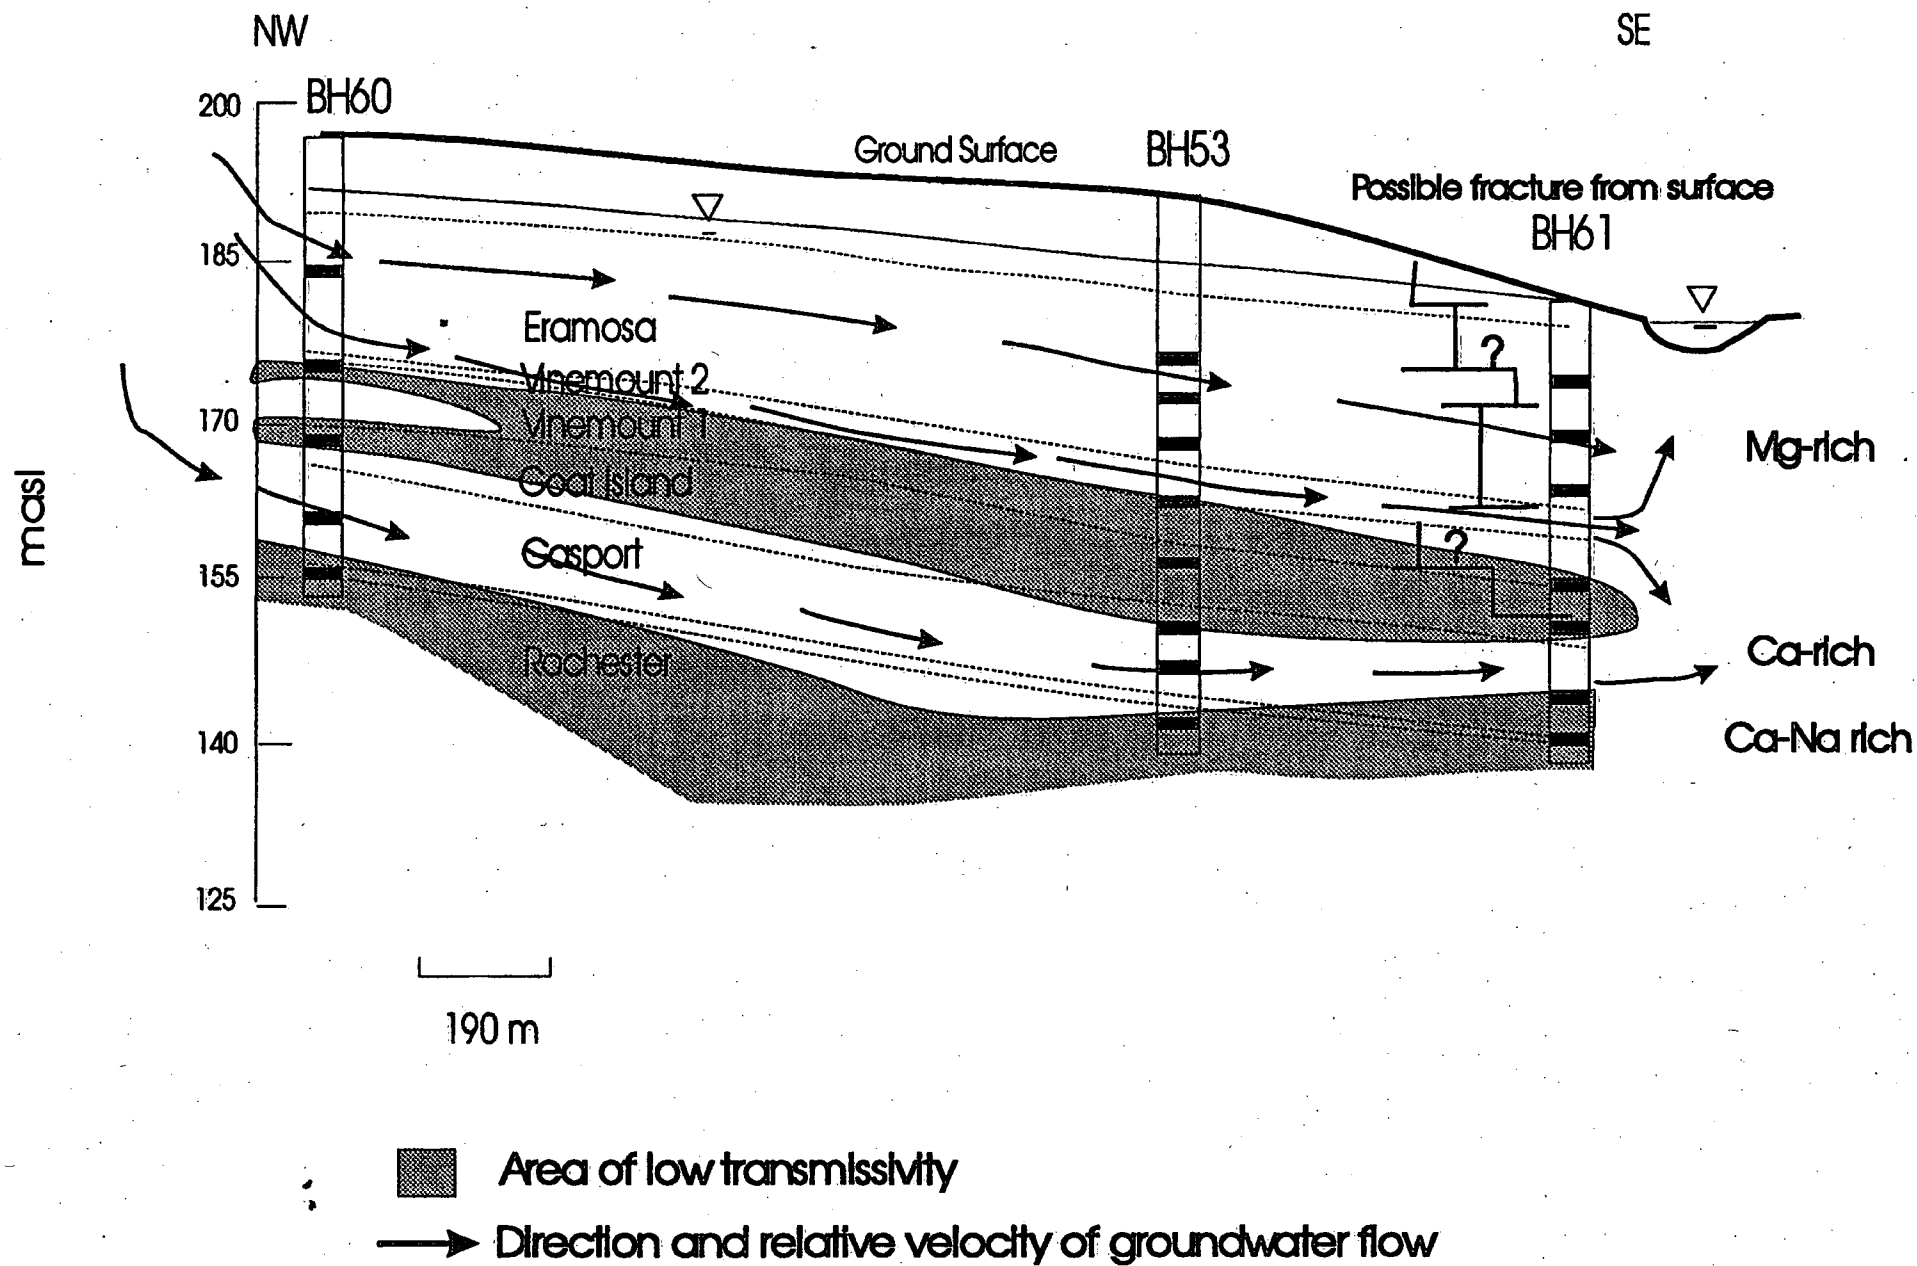 NW
SE
200
BH60
Ground Surface
BH53
Possible fracture from surface
BH61
185
Eramosa
?
Vinemount 2
170
Vinemount 1
Mg-rich
Goat Island
masl
Gasport
?
155
Rochester
Ca-rich
140
Ca-Na rich
125
190 m
Area of low transmissivity
Direction and relative velocity of groundwater flow